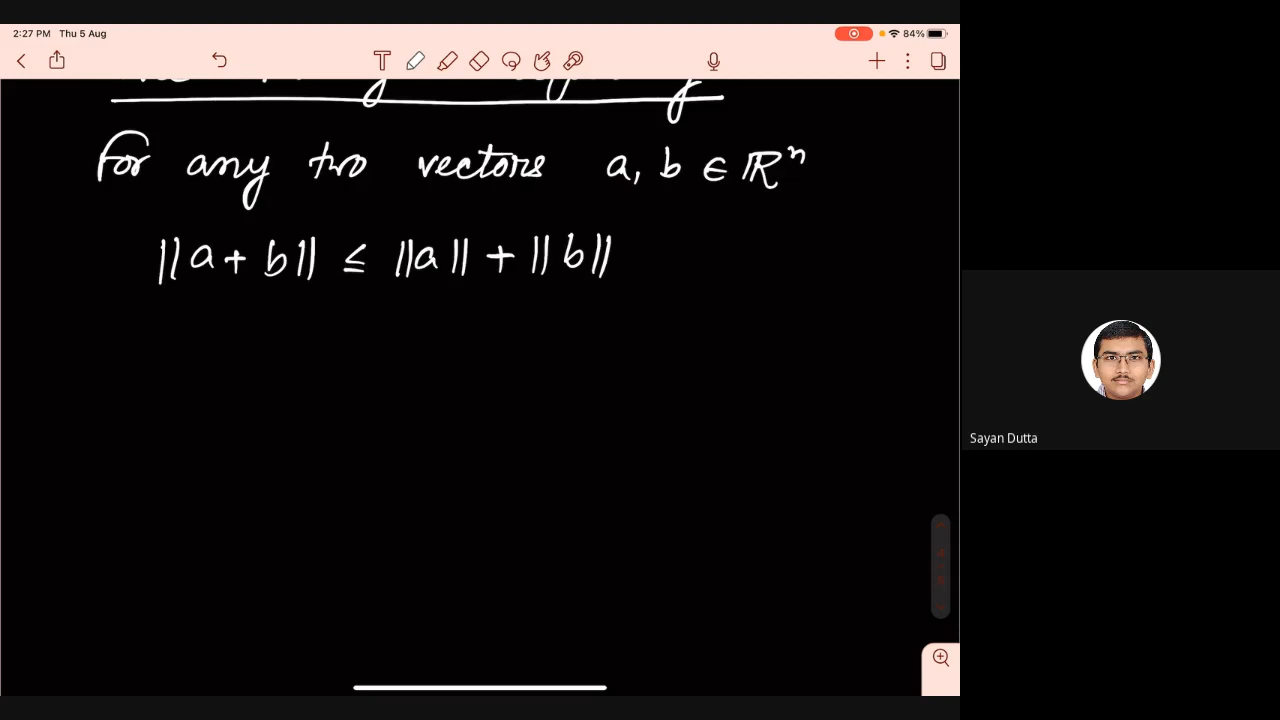 2:27 PM Thu 5 Aug
84%
For any two vectors a, b ∈ ℝⁿ
||a + b|| ≤ ||a|| + ||b||
Sayan Dutta